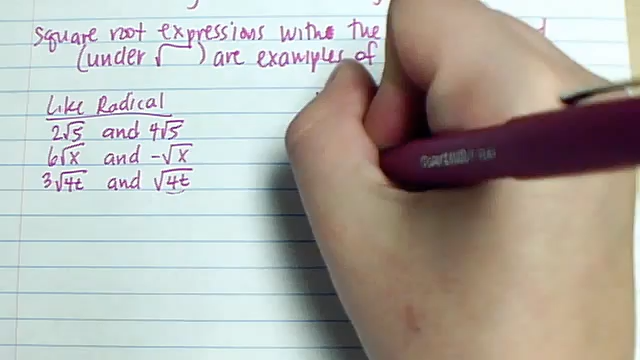 Square root expressions with the
(under √ ) are examples of
Like Radical
2√5 and 4√5
6√x and -√x
3√4t and √4t